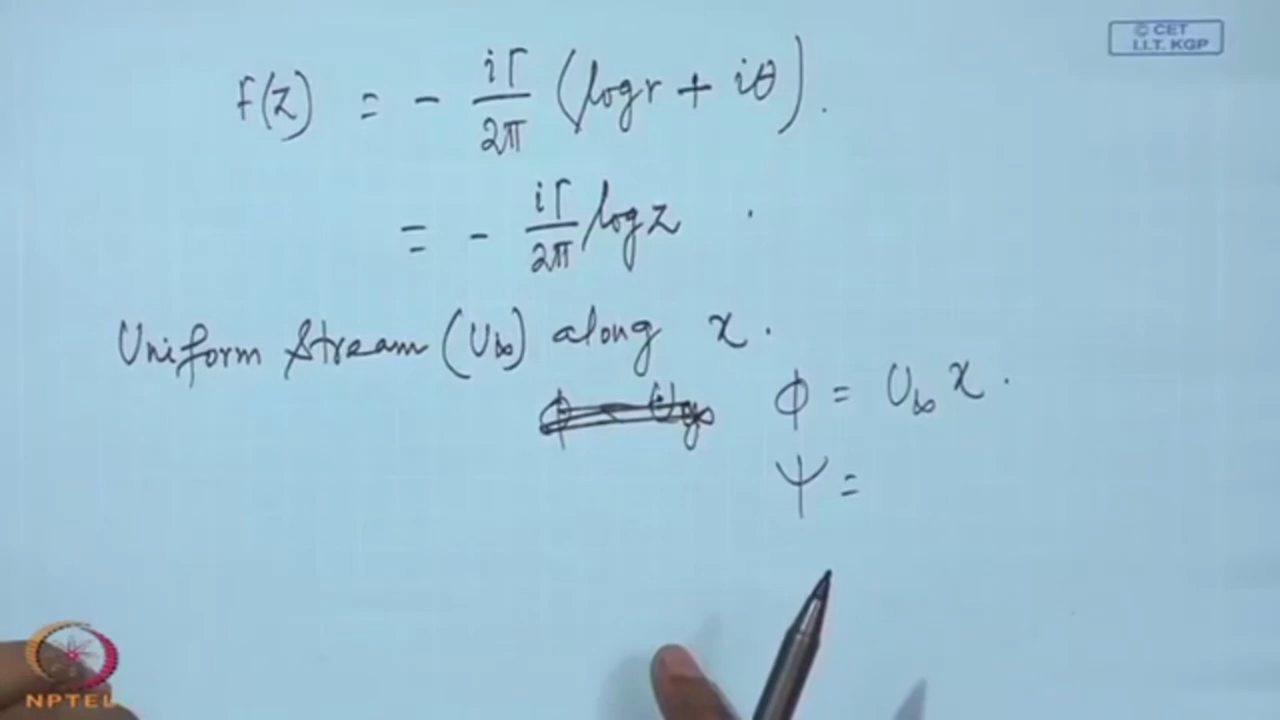 © CET
I.I.T. KGP
F(z) = - iΓ/2π (log r + iθ).
= - iΓ/2π log z .
Uniform Stream (U∞) along x.
φ = U∞ x.
ψ =
NPTEL